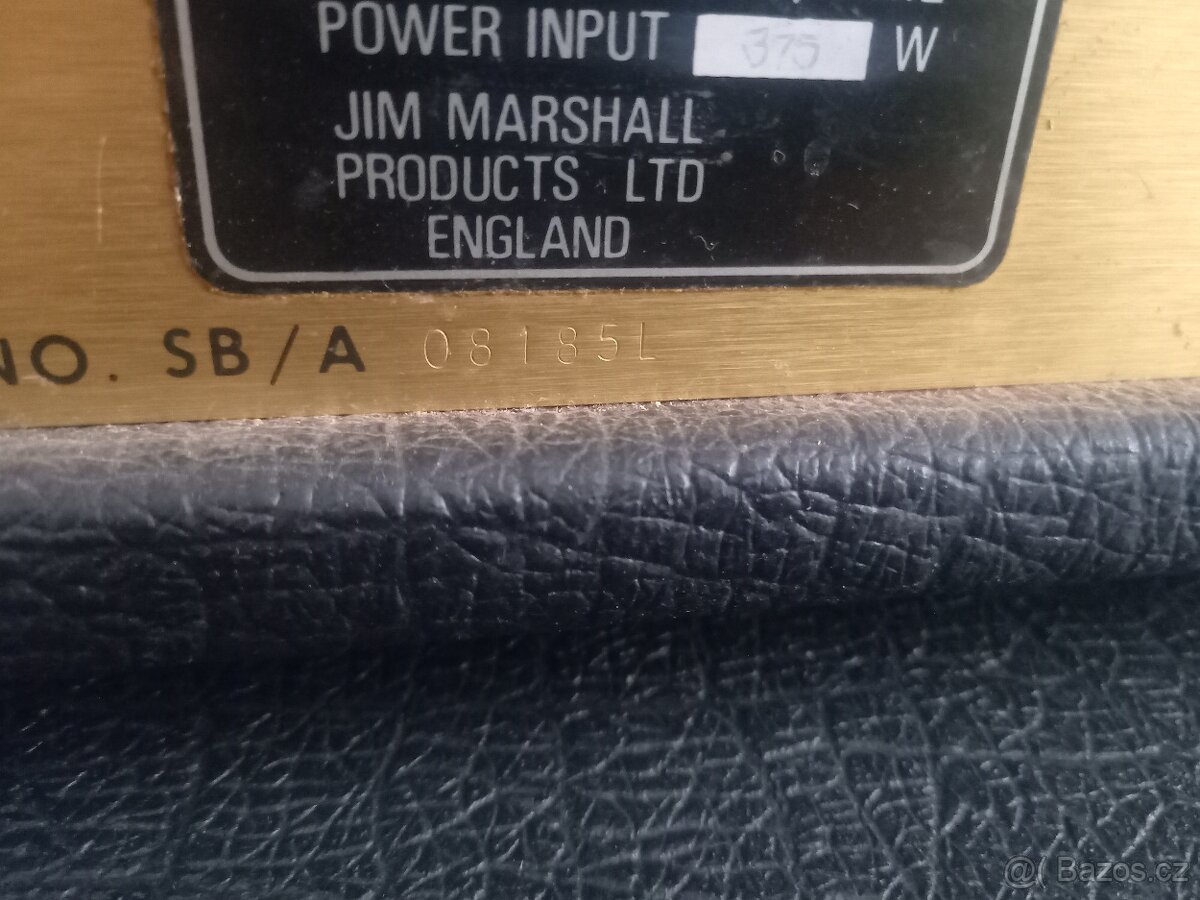 POWER INPUT 375 W
JIM MARSHALL
PRODUCTS LTD
ENGLAND
NO. SB/A 08185L
@( Bazos.cz